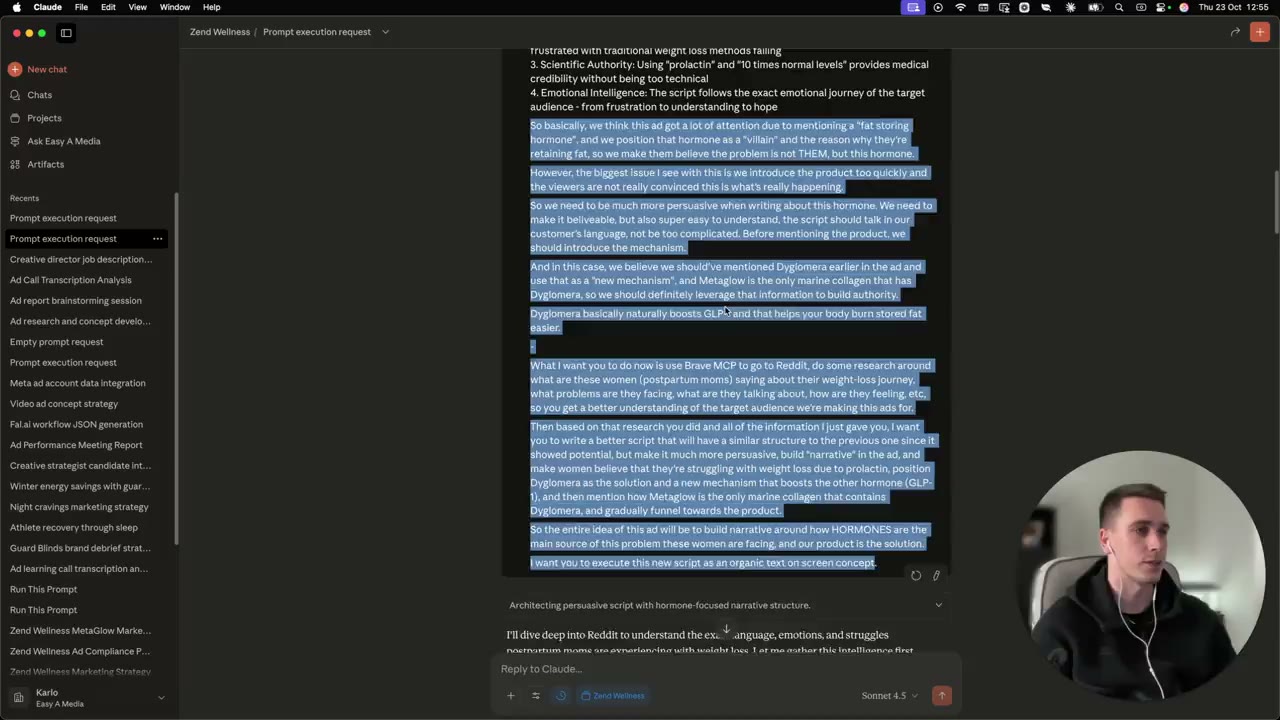 Claude File Edit View Window Help
Thu 23 Oct 12:55
Zend Wellness / Prompt execution request
New chat
Chats
Projects
Ask Easy A Media
Artifacts
Recents
Prompt execution request
Prompt execution request
Creative director job description...
Ad Call Transcription Analysis
Ad report brainstorming session
Ad research and concept develo...
Empty prompt request
Prompt execution request
Meta ad account data integration
Video ad concept strategy
Fal.ai workflow JSON generation
Ad Performance Meeting Report
Creative strategist candidate int...
Winter energy savings with guar...
Night cravings marketing strategy
Athlete recovery through sleep
Guard Blinds brand debrief strat...
Ad learning call transcription an...
Run This Prompt
Run This Prompt
Zend Wellness MetaGlow Marke...
Zend Wellness Ad Compliance P...
Zend Wellness Marketing Strategy
Karlo
Easy A Media
frustrated with traditional weight loss methods failing
3. Scientific Authority: Using "prolactin" and "10 times normal levels" provides medical
credibility without being too technical
4. Emotional Intelligence: The script follows the exact emotional journey of the target
audience - from frustration to understanding to hope
So basically, we think this ad got a lot of attention due to mentioning a "fat storing
hormone", and we position that hormone as a "villain" and the reason why they're
retaining fat, so we make them believe the problem is not THEM, but this hormone.
However, the biggest issue I see with this is we introduce the product too quickly and
the viewers are not really convinced this is what's really happening.
So we need to be much more persuasive when writing about this hormone. We need to
make it beliveable, but also super easy to understand, the script should talk in our
customer's language, not be too complicated. Before mentioning the product, we
should introduce the mechanism.
And in this case, we believe we should've mentioned Dyglomera earlier in the ad and
use that as a "new mechanism", and Metaglow is the only marine collagen that has
Dyglomera, so we should definitely leverage that information to build authority.
Dyglomera basically naturally boosts GLP- and that helps your body burn stored fat
easier.
-
What I want you to do now is use Brave MCP to go to Reddit, do some research around
what are these women (postpartum moms) saying about their weight-loss journey,
what problems are they facing, what are they talking about, how are they feeling, etc,
so you get a better understanding of the target audience we're making this ads for.
Then based on that research you did and all of the information I just gave you, I want
you to write a better script that will have a similar structure to the previous one since it
showed potential, but make it much more persuasive, build "narrative" in the ad, and
make women believe that they're struggling with weight loss due to prolactin, position
Dyglomera as the solution and a new mechanism that boosts the other hormone (GLP-
1), and then mention how Metaglow is the only marine collagen that contains
Dyglomera, and gradually funnel towards the product.
So the entire idea of this ad will be to build narrative around how HORMONES are the
main source of this problem these women are facing, and our product is the solution.
I want you to execute this new script as an organic text on screen concept.
Architecting persuasive script with hormone-focused narrative structure.
I'll dive deep into Reddit to understand the language, emotions, and struggles
postpartum moms are experiencing with weight loss. Let me gather this intelligence first
Reply to Claude...
Zend Wellness
Sonnet 4.5